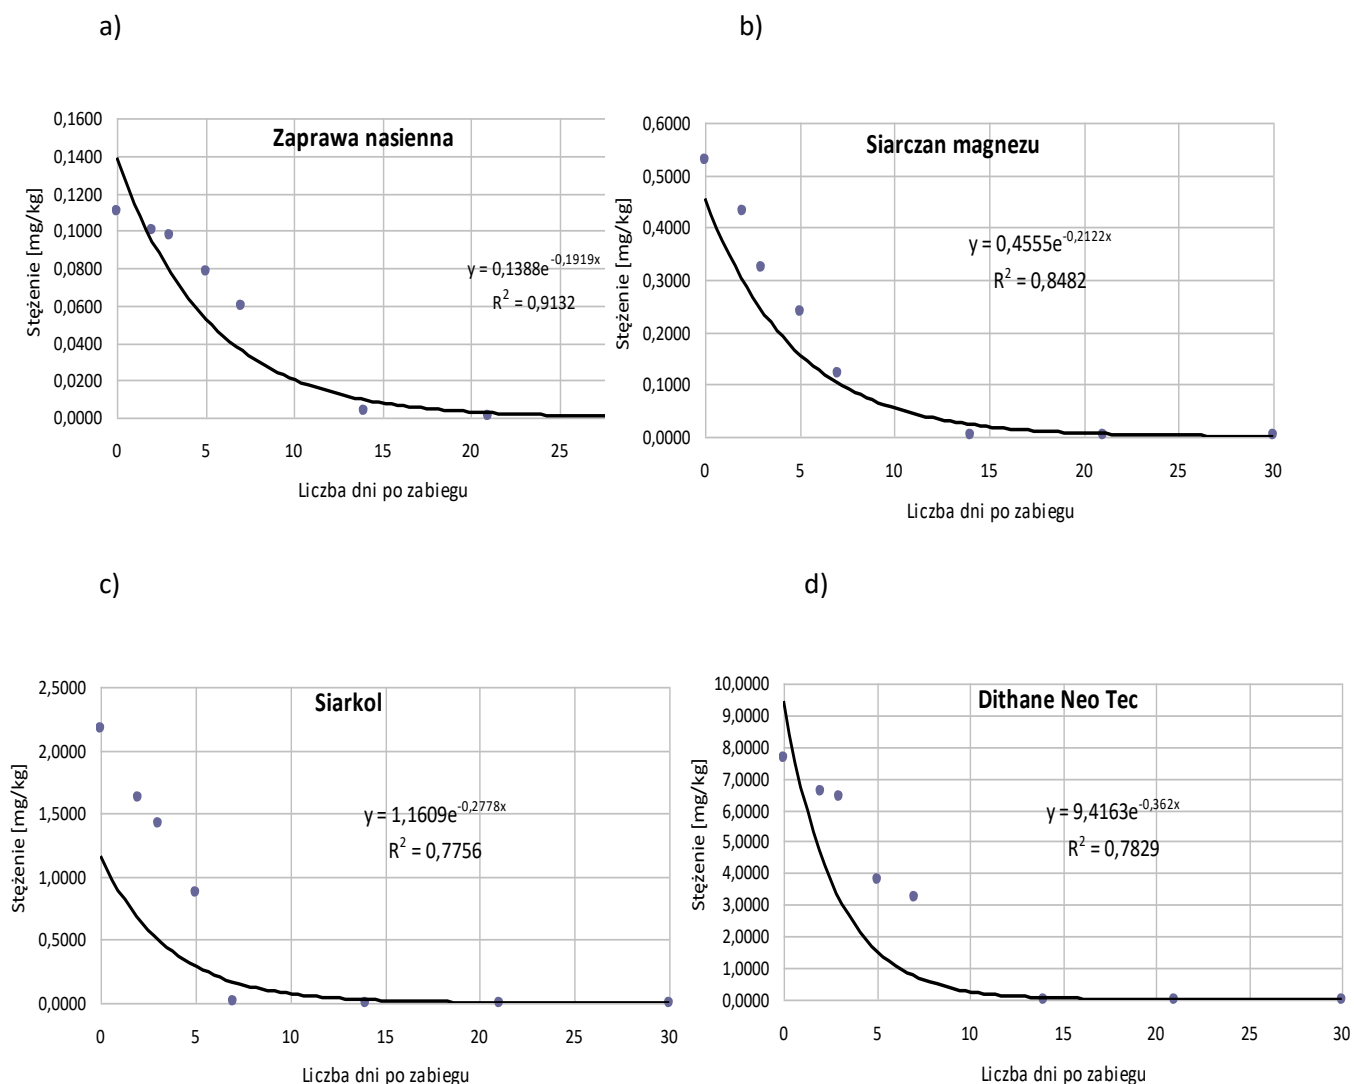 a)
Zaprawa nasienna
Stężenie [mg/kg]
0,1600
0,1400
0,1200
0,1000
0,0800
0,0600
0,0400
0,0200
0,0000
y = 0,1388e^-0,1919x
R² = 0,9132
0 5 10 15 20 25
Liczba dni po zabiegu
b)
Siarczan magnezu
Stężenie [mg/kg]
0,6000
0,5000
0,4000
0,3000
0,2000
0,1000
0,0000
y = 0,4555e^-0,2122x
R² = 0,8482
0 5 10 15 20 25 30
Liczba dni po zabiegu
c)
Siarkol
Stężenie [mg/kg]
2,5000
2,0000
1,5000
1,0000
0,5000
0,0000
y = 1,1609e^-0,2778x
R² = 0,7756
0 5 10 15 20 25 30
Liczba dni po zabiegu
d)
Dithane Neo Tec
Stężenie [mg/kg]
10,0000
9,0000
8,0000
7,0000
6,0000
5,0000
4,0000
3,0000
2,0000
1,0000
0,0000
y = 9,4163e^-0,362x
R² = 0,7829
0 5 10 15 20 25 30
Liczba dni po zabiegu